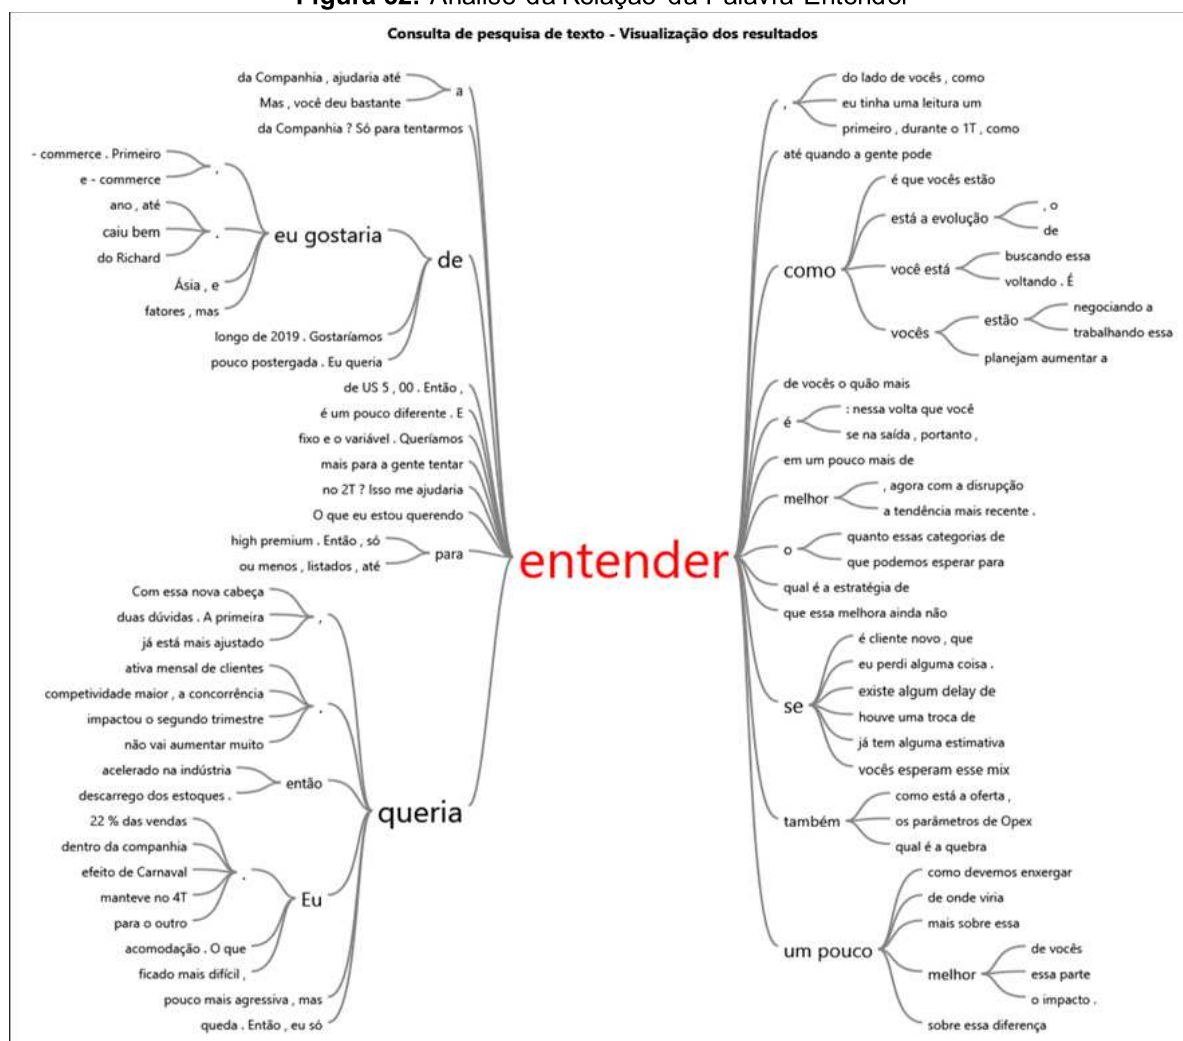 Figura 32: Análise da Relação da Palavra Entender
Consulta de pesquisa de texto - Visualização dos resultados
da Companhia , ajudaria até
Mas , você deu bastante
a
da Companhia ? Só para tentarmos
- commerce . Primeiro
e - commerce
,
ano , até
caiu bem
do Richard
.
Ásia , e
fatores , mas
eu gostaria
longo de 2019 . Gostaríamos
pouco postergada . Eu queria
de
de US 5 , 00 . Então ,
é um pouco diferente . E
fixo e o variável . Queríamos
mais para a gente tentar
no 2T ? Isso me ajudaria
O que eu estou querendo
high premium . Então , só
ou menos , listados , até
para
Com essa nova cabeça
duas dúvidas . A primeira
já está mais ajustado
,
ativa mensal de clientes
competividade maior , a concorrência
impactou o segundo trimestre
não vai aumentar muito
.
acelerado na indústria
descarrego dos estoques .
então
22 % das vendas
dentro da companhia
efeito de Carnaval
manteve no 4T
para o outro
.
acomodação . O que
ficado mais difícil ,
Eu
pouco mais agressiva , mas
queda . Então , eu só
queria
entender
,
do lado de vocês , como
eu tinha uma leitura um
primeiro , durante o 1T , como
até quando a gente pode
como
é que vocês estão
está a evolução
, o
de
você está
buscando essa
voltando . É
vocês
estão
negociando a
trabalhando essa
planejam aumentar a
de vocês o quão mais
é
: nessa volta que você
se na saída , portanto ,
em um pouco mais de
melhor
, agora com a disrupção
a tendência mais recente .
o
quanto essas categorias de
que podemos esperar para
qual é a estratégia de
que essa melhora ainda não
se
é cliente novo , que
eu perdi alguma coisa .
existe algum delay de
houve uma troca de
já tem alguma estimativa
vocês esperam esse mix
também
como está a oferta ,
os parâmetros de Opex
qual é a quebra
um pouco
como devemos enxergar
de onde viria
mais sobre essa
melhor
de vocês
essa parte
o impacto .
sobre essa diferença